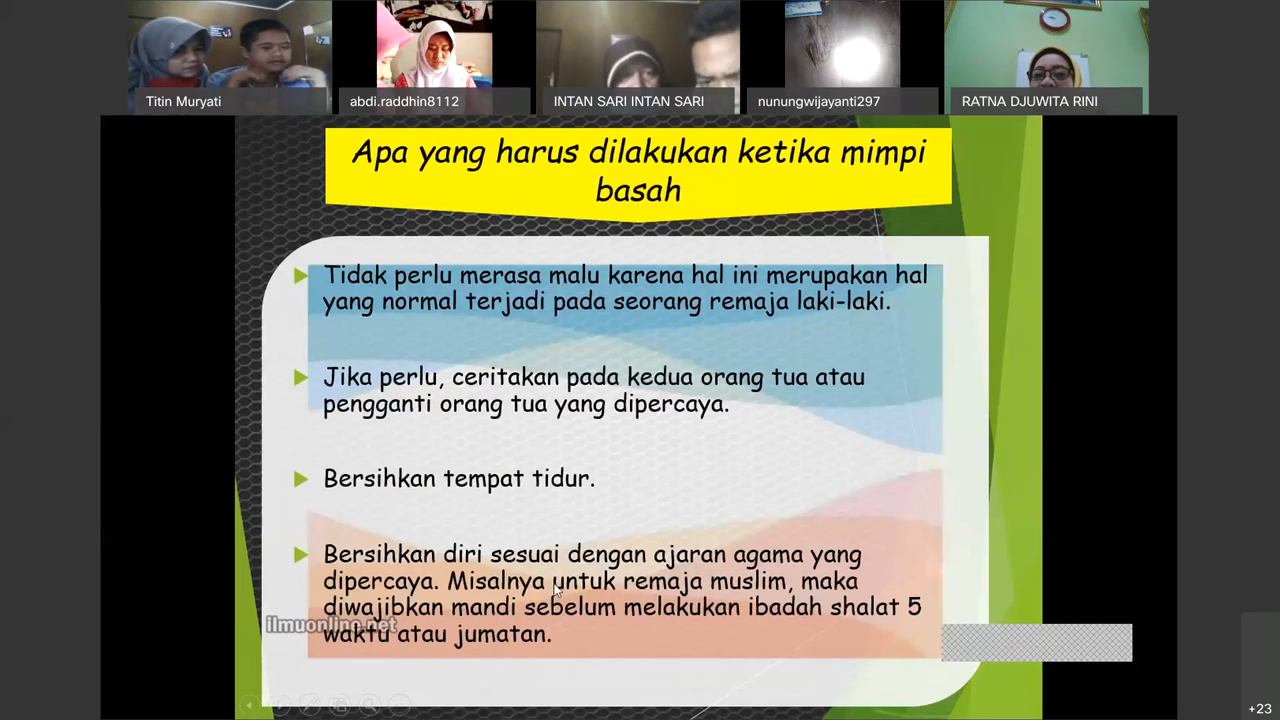 Titin Muryati
abdi.raddhin8112
INTAN SARI INTAN SARI
nunungwijayanti297
RATNA DJUWITA RINI
Apa yang harus dilakukan ketika mimpi
basah
Tidak perlu merasa malu karena hal ini merupakan hal
yang normal terjadi pada seorang remaja laki-laki.
Jika perlu, ceritakan pada kedua orang tua atau
pengganti orang tua yang dipercaya.
Bersihkan tempat tidur.
Bersihkan diri sesuai dengan ajaran agama yang
dipercaya. Misalnya untuk remaja muslim, maka
diwajibkan mandi sebelum melakukan ibadah shalat 5
waktu atau jumatan.
ilmuonline.net
+23